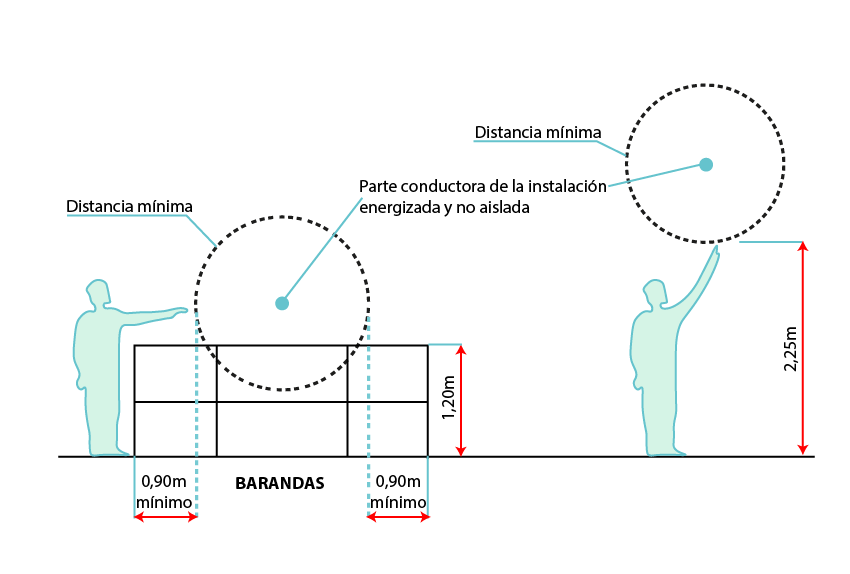 Distancia mínima
Parte conductora de la instalación
energizada y no aislada
Distancia mínima
2,25m
1,20m
0,90m
mínimo
BARANDAS
0,90m
mínimo